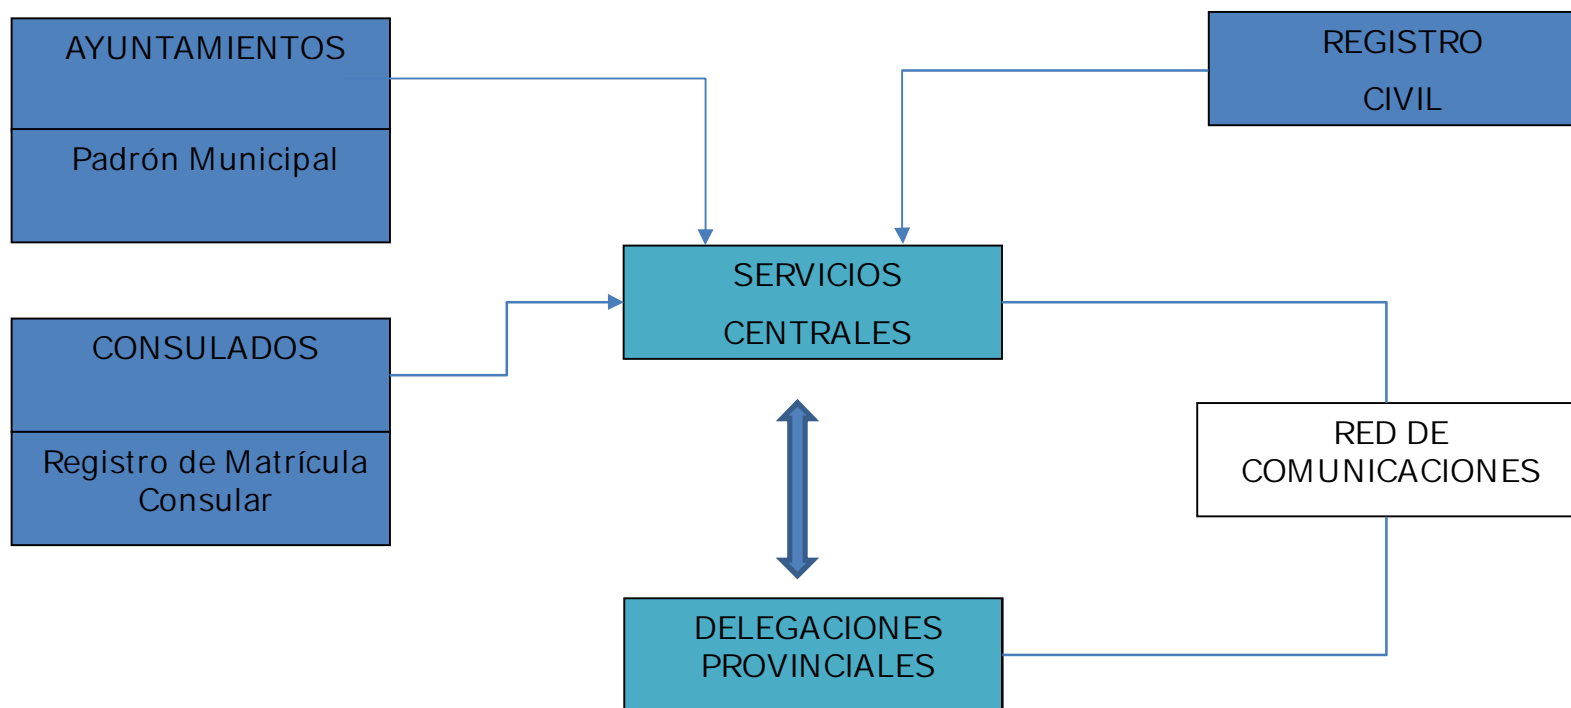 AYUNTAMIENTOS
Padrón Municipal
REGISTRO
CIVIL
SERVICIOS
CENTRALES
CONSULADOS
Registro de Matrícula
Consular
RED DE
COMUNICACIONES
DELEGACIONES
PROVINCIALES